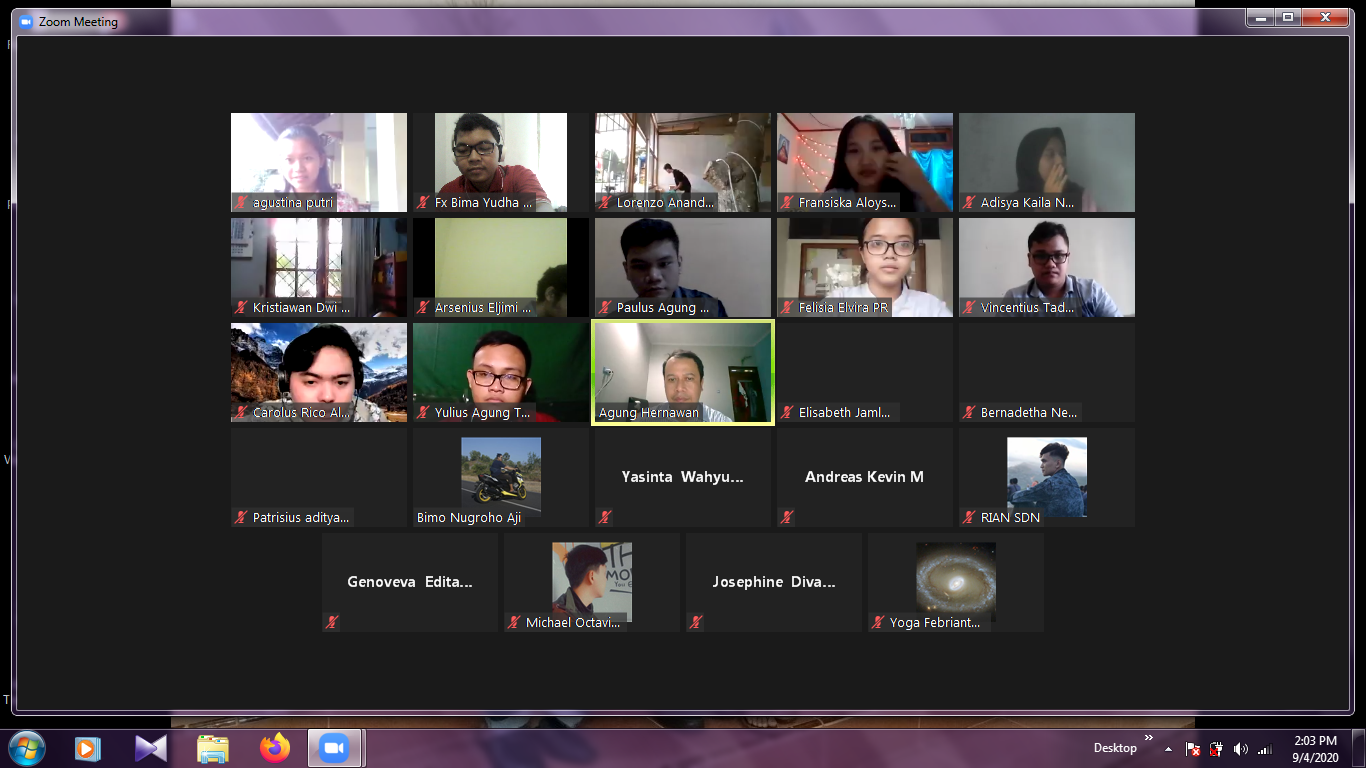 Zoom Meeting
agustina putri
Fx Bima Yudha ...
Lorenzo Anand...
Fransiska Aloys...
Adisya Kaila N...
Kristiawan Dwi ...
Arsenius Eljimi ...
Paulus Agung ...
Felisia Elvira PR
Vincentius Tad...
Carolus Rico Al...
Yulius Agung T...
Agung Hernawan
Elisabeth Jaml...
Bernadetha Ne...
Patrisius aditya...
Bimo Nugroho Aji
Yasinta Wahyu...
Andreas Kevin M
RIAN SDN
Genoveva Edita...
Michael Octavi...
Josephine Diva...
Yoga Febriant...
Desktop
2:03 PM
9/4/2020